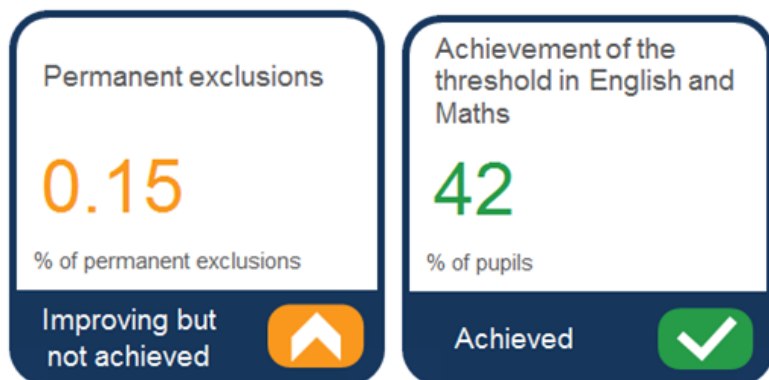 Permanent exclusions
0.15
% of permanent exclusions
Improving but
not achieved
Achievement of the
threshold in English and
Maths
42
% of pupils
Achieved